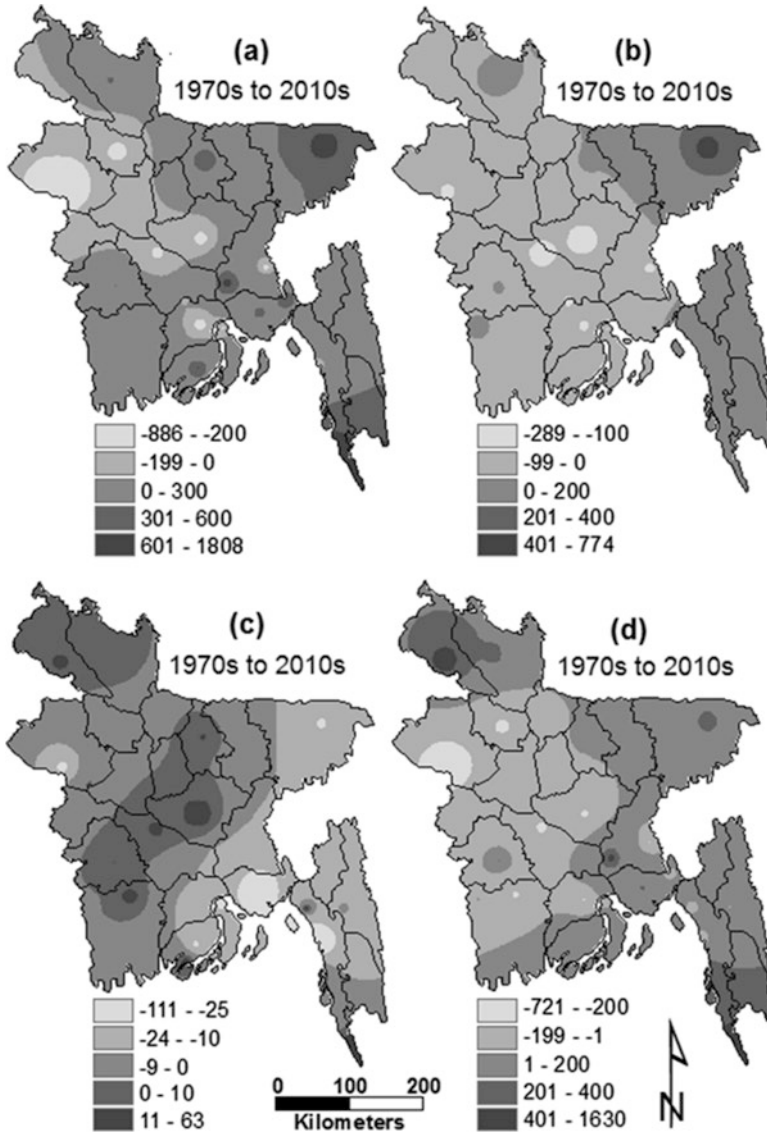 (a)
1970s to 2010s
-886 - -200
-199 - 0
0 - 300
301 - 600
601 - 1808
(b)
1970s to 2010s
-289 - -100
-99 - 0
0 - 200
201 - 400
401 - 774
(c)
1970s to 2010s
-111 - -25
-24 - -10
-9 - 0
0 - 10
11 - 63
0 100 200
Kilometers
(d)
1970s to 2010s
-721 - -200
-199 - -1
1 - 200
201 - 400
401 - 1630
N